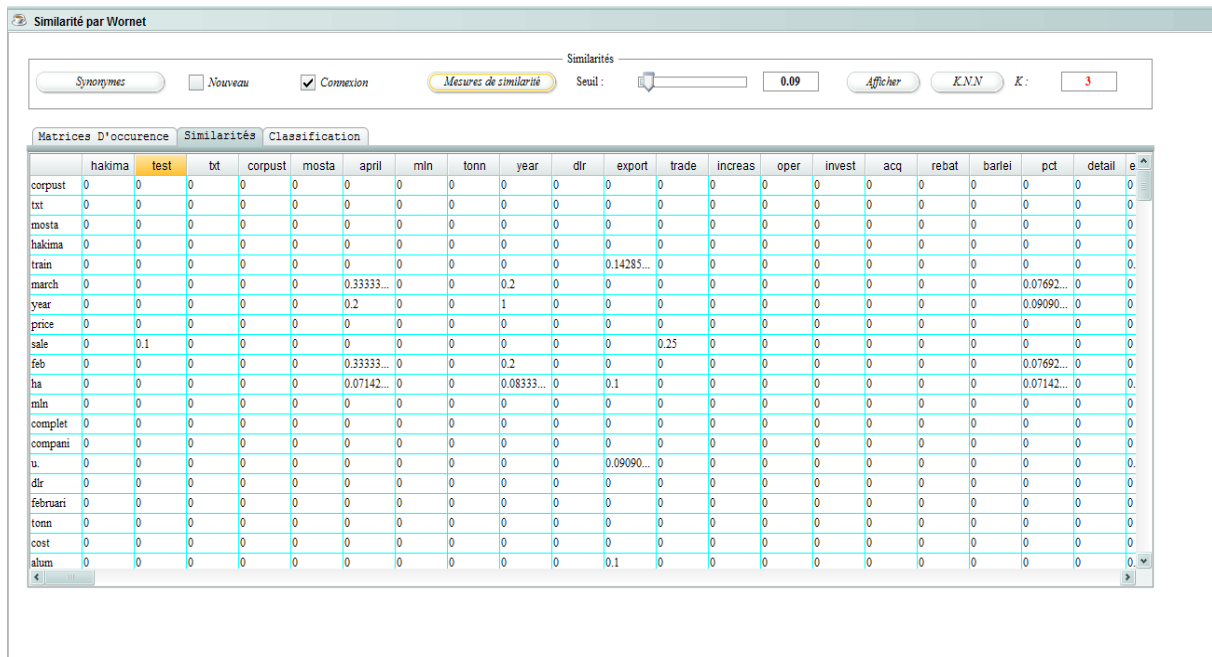 Similarité par Wornet
Similarités
Synonymes Nouveau Connexion Mesures de similarité Seuil : 0.09 Afficher K.N.N K : 3
Matrices D'occurence Similarités Classification
hakima test txt corpust mosta april mln tonn year dlr export trade increas oper invest acq rebat barlei pct detail e
corpust 0 0 0 0 0 0 0 0 0 0 0 0 0 0 0 0 0 0 0 0 0
txt 0 0 0 0 0 0 0 0 0 0 0 0 0 0 0 0 0 0 0 0 0
mosta 0 0 0 0 0 0 0 0 0 0 0 0 0 0 0 0 0 0 0 0 0
hakima 0 0 0 0 0 0 0 0 0 0 0 0 0 0 0 0 0 0 0 0 0
train 0 0 0 0 0 0 0 0 0 0 0.14285... 0 0 0 0 0 0 0 0 0 0.
march 0 0 0 0 0 0.33333... 0 0 0.2 0 0 0 0 0 0 0 0 0 0.07692... 0 0
year 0 0 0 0 0 0.2 0 0 1 0 0 0 0 0 0 0 0 0 0.09090... 0 0
price 0 0 0 0 0 0 0 0 0 0 0 0 0 0 0 0 0 0 0 0 0
sale 0 0.1 0 0 0 0 0 0 0 0 0 0.25 0 0 0 0 0 0 0 0 0
feb 0 0 0 0 0 0.33333... 0 0 0.2 0 0 0 0 0 0 0 0 0 0.07692... 0 0
ha 0 0 0 0 0 0.07142... 0 0 0.08333... 0 0.1 0 0 0 0 0 0 0 0.07142... 0 0.
mln 0 0 0 0 0 0 0 0 0 0 0 0 0 0 0 0 0 0 0 0 0
complet 0 0 0 0 0 0 0 0 0 0 0 0 0 0 0 0 0 0 0 0 0
compani 0 0 0 0 0 0 0 0 0 0 0 0 0 0 0 0 0 0 0 0 0
u. 0 0 0 0 0 0 0 0 0 0 0.09090... 0 0 0 0 0 0 0 0 0 0.
dlr 0 0 0 0 0 0 0 0 0 0 0 0 0 0 0 0 0 0 0 0 0
februari 0 0 0 0 0 0 0 0 0 0 0 0 0 0 0 0 0 0 0 0 0
tonn 0 0 0 0 0 0 0 0 0 0 0 0 0 0 0 0 0 0 0 0 0
cost 0 0 0 0 0 0 0 0 0 0 0 0 0 0 0 0 0 0 0 0 0
alum 0 0 0 0 0 0 0 0 0 0 0.1 0 0 0 0 0 0 0 0 0 0.